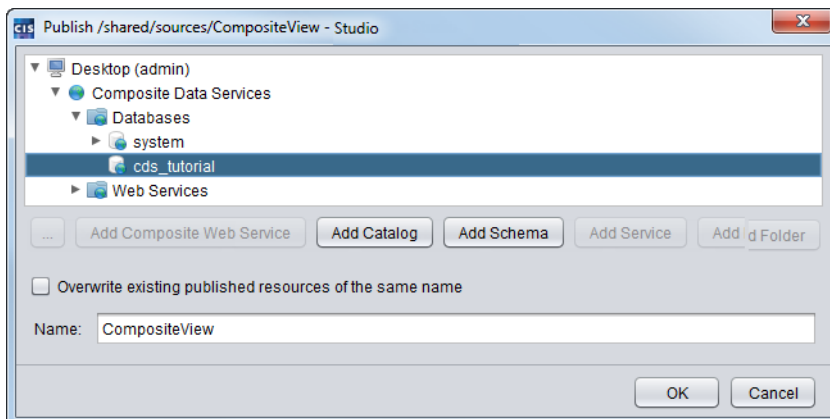 CIS Publish /shared/sources/CompositeView - Studio
Desktop (admin)
Composite Data Services
Databases
system
cds_tutorial
Web Services
... Add Composite Web Service Add Catalog Add Schema Add Service Add d Folder
Overwrite existing published resources of the same name
Name: CompositeView
OK Cancel